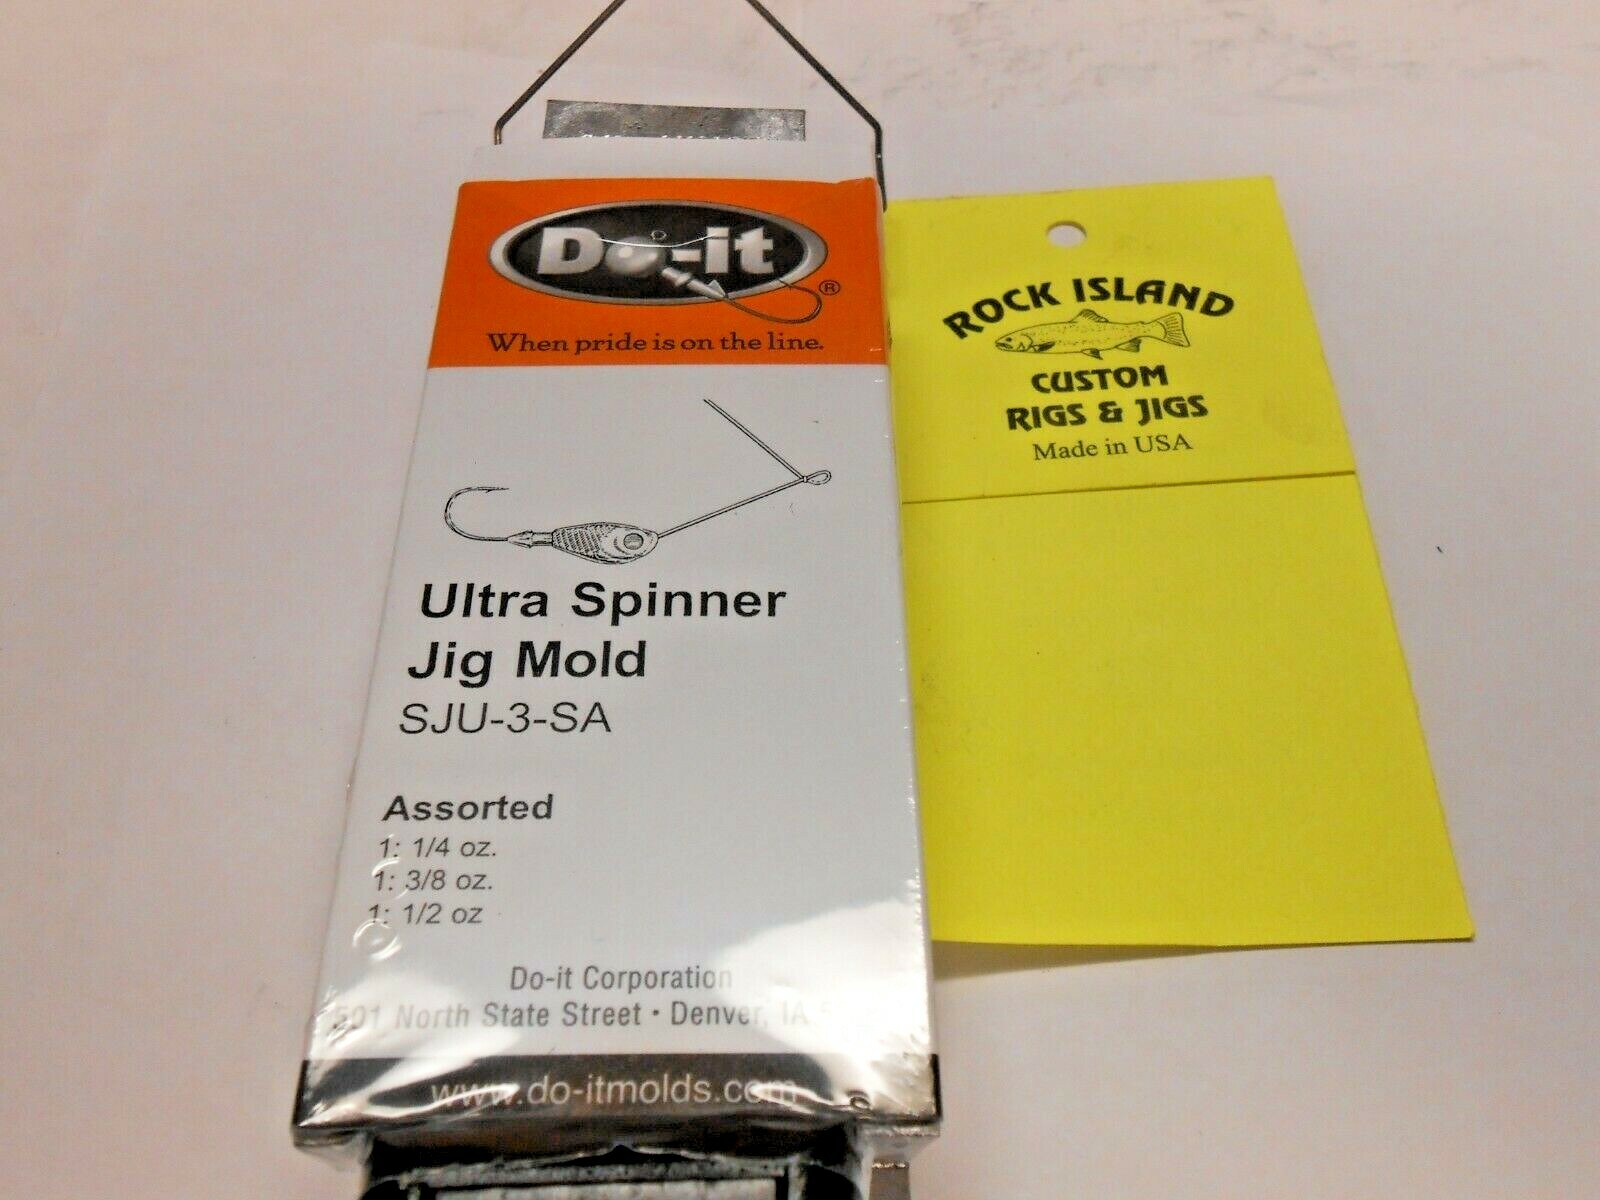 Do-it
®
When pride is on the line.
Ultra Spinner
Jig Mold
SJU-3-SA
Assorted
1: 1/4 oz.
1: 3/8 oz.
1: 1/2 oz
Do-it Corporation
501 North State Street • Denver, IA
www.do-itmolds.com
ROCK ISLAND
CUSTOM
RIGS & JIGS
Made in USA